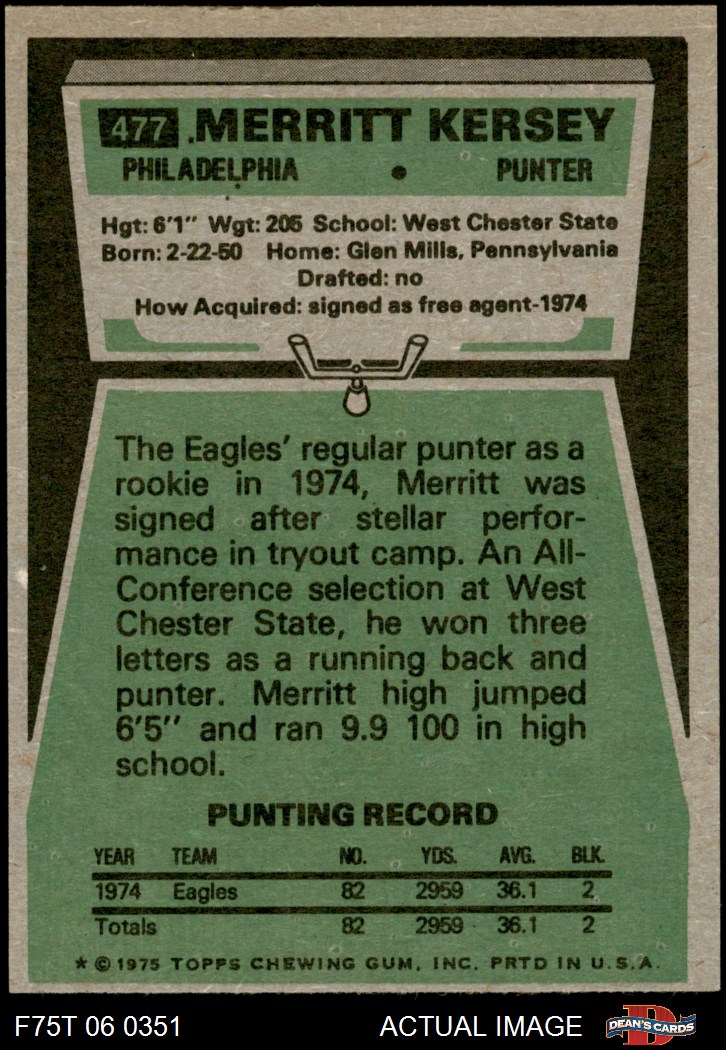 477 MERRITT KERSEY
PHILADELPHIA • PUNTER
Hgt: 6'1" Wgt: 205 School: West Chester State
Born: 2-22-50 Home: Glen Mills, Pennsylvania
Drafted: no
How Acquired: signed as free agent-1974
The Eagles' regular punter as a
rookie in 1974, Merritt was
signed after stellar perfor-
mance in tryout camp. An All-
Conference selection at West
Chester State, he won three
letters as a running back and
punter. Merritt high jumped
6'5" and ran 9.9 100 in high
school.
PUNTING RECORD
YEAR TEAM NO. YDS. AVG. BLK.
1974 Eagles 82 2959 36.1 2
Totals 82 2959 36.1 2
* © 1975 TOPPS CHEWING GUM, INC. PRTD IN U.S.A.
F75T 06 0351 ACTUAL IMAGE D DEAN'S CARDS